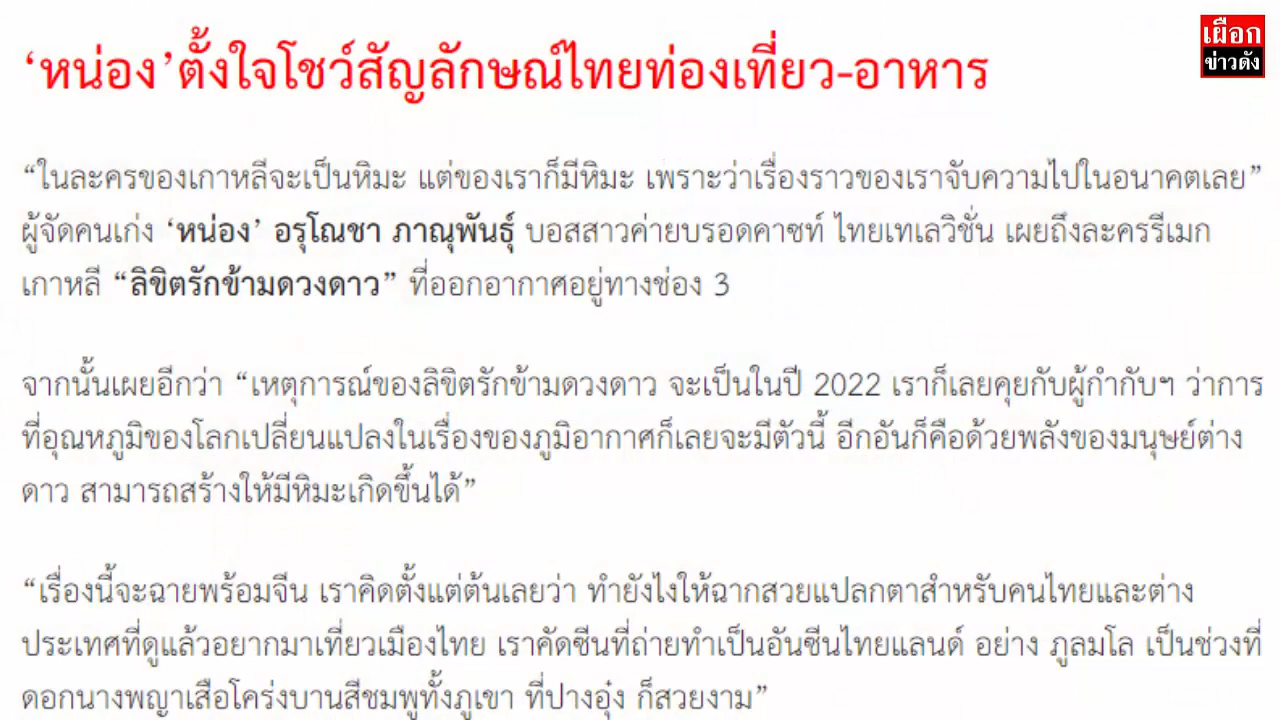 ‘หน่อง’ตั้งใจโชว์สัญลักษณ์ไทยท่องเที่ยว-อาหาร
เผือก
ข่าวดัง
“ในละครของเกาหลีจะเป็นหิมะ แต่ของเราก็มีหิมะ เพราะว่าเรื่องราวของเราจับความไปในอนาคตเลย”
ผู้จัดคนเก่ง ‘หน่อง’ อรุโณชา ภาณุพันธุ์ บอสสาวค่ายบรอดคาซท์ ไทยเทเลวิชั่น เผยถึงละครรีเมก
เกาหลี “ลิขิตรักข้ามดวงดาว” ที่ออกอากาศอยู่ทางช่อง 3
จากนั้นเผยอีกว่า “เหตุการณ์ของลิขิตรักข้ามดวงดาว จะเป็นในปี 2022 เราก็เลยคุยกับผู้กำกับฯ ว่าการ
ที่อุณหภูมิของโลกเปลี่ยนแปลงในเรื่องของภูมิอากาศก็เลยจะมีตัวนี้ อีกอันก็คือด้วยพลังของมนุษย์ต่าง
ดาว สามารถสร้างให้มีหิมะเกิดขึ้นได้”
“เรื่องนี้จะฉายพร้อมจีน เราคิดตั้งแต่ต้นเลยว่า ทำยังไงให้ฉากสวยแปลกตาสำหรับคนไทยและต่าง
ประเทศที่ดูแล้วอยากมาเที่ยวเมืองไทย เราคัดซีนที่ถ่ายทำเป็นอันซีนไทยแลนด์ อย่าง ภูลมโล เป็นช่วงที่
ดอกนางพญาเสือโคร่งบานสีชมพูทั้งภูเขา ที่ปางอุ๋ง ก็สวยงาม”